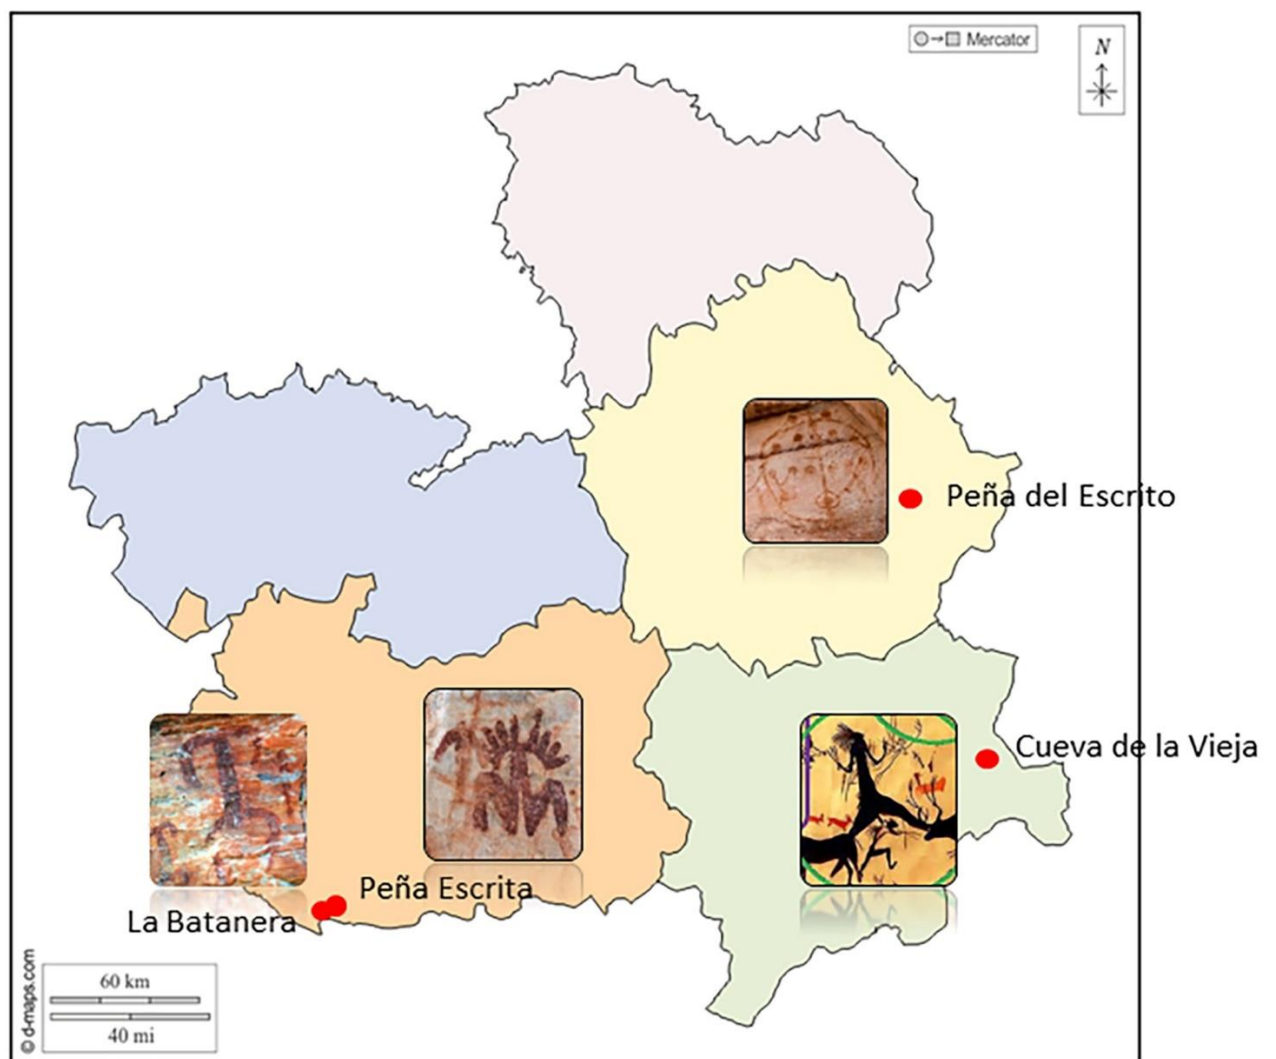 Mercator
N
Peña del Escrito
Cueva de la Vieja
Peña Escrita
La Batanera
60 km
40 mi
© d-maps.com